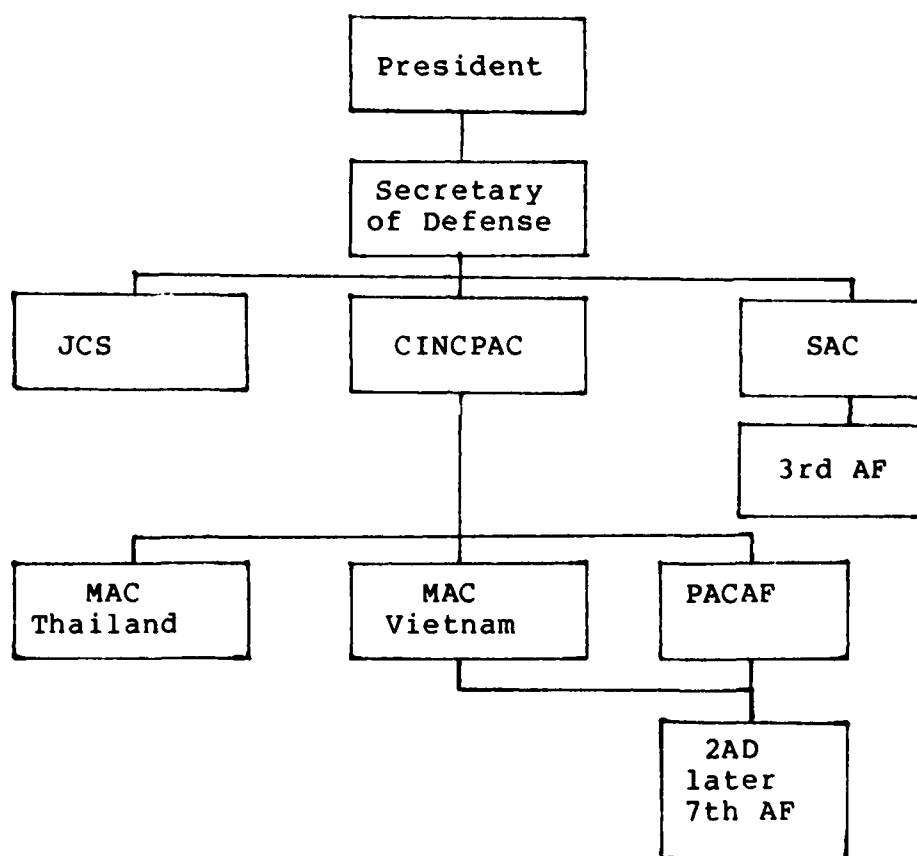 President
Secretary
of Defense
JCS
CINCPAC
SAC
3rd AF
MAC
Thailand
MAC
Vietnam
PACAF
2AD
later
7th AF